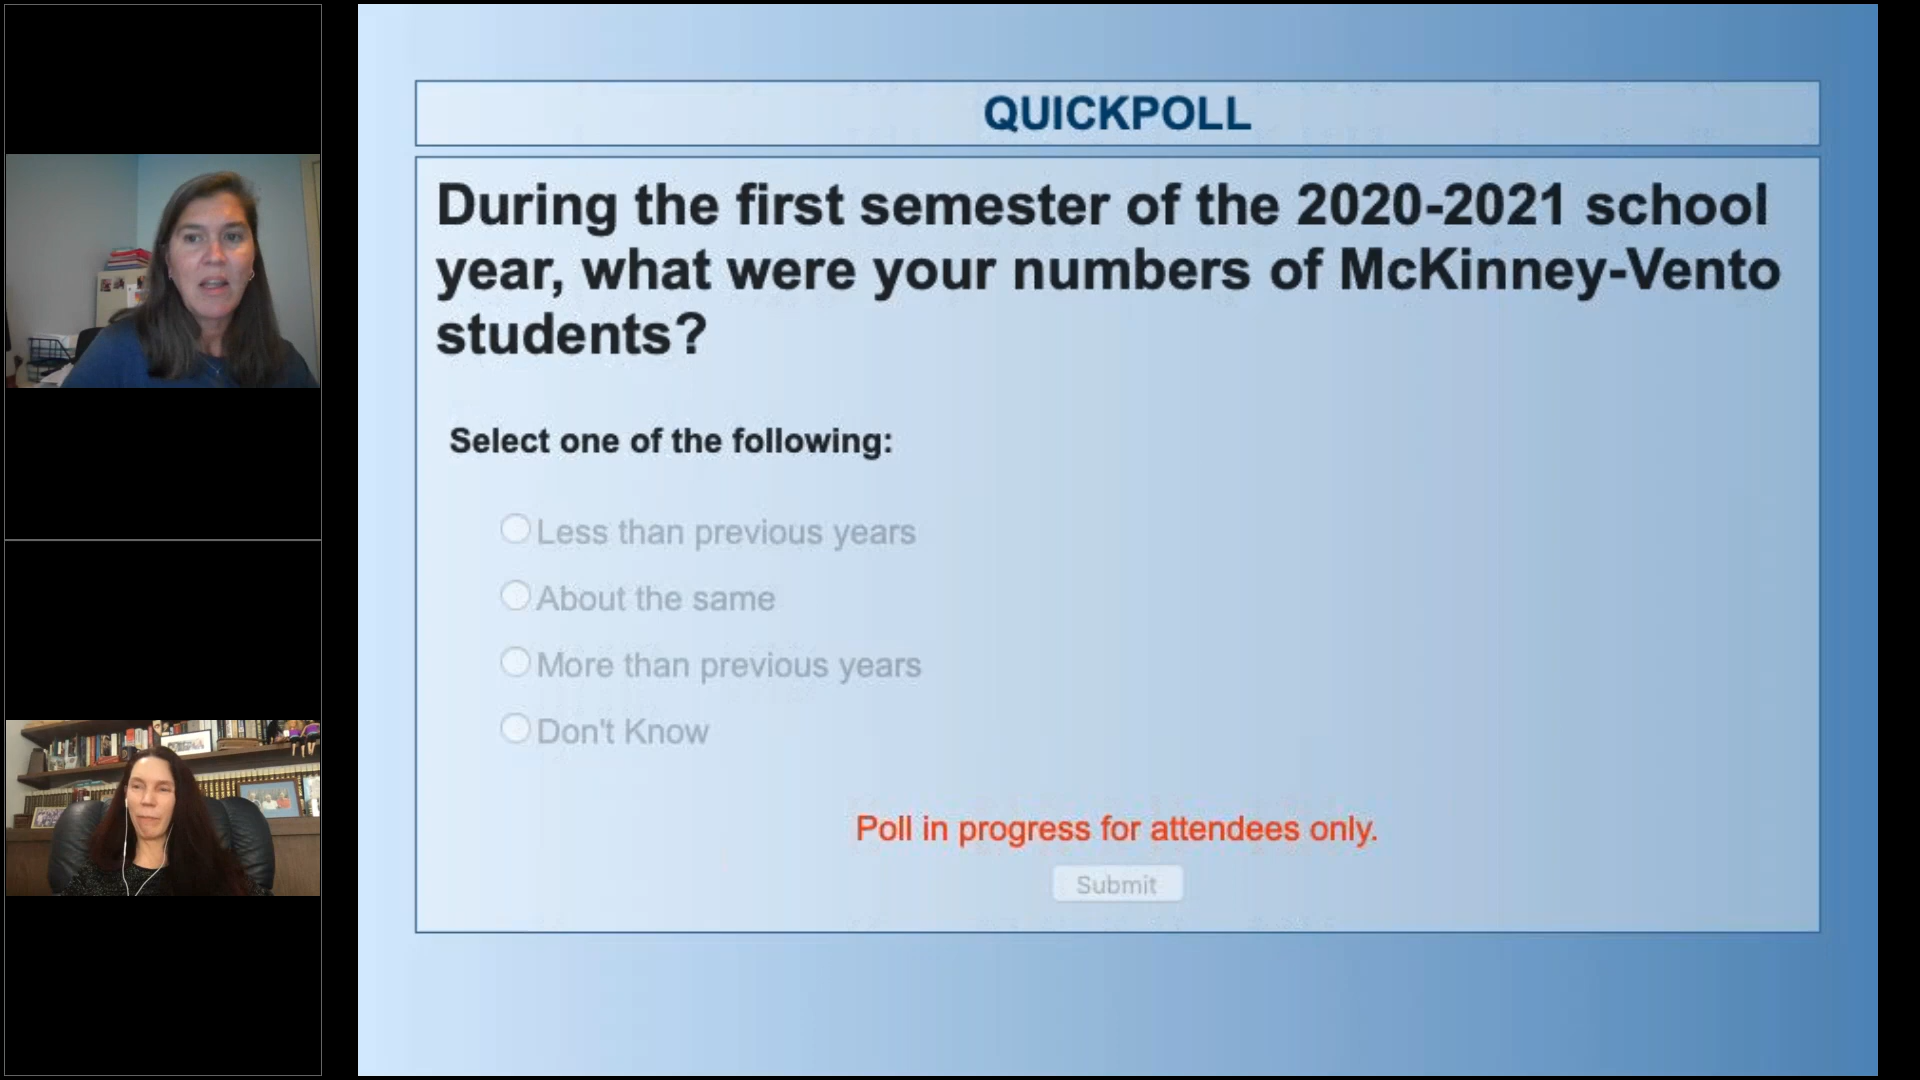 QUICKPOLL
During the first semester of the 2020-2021 school
year, what were your numbers of McKinney-Vento
students?
Select one of the following:
Less than previous years
About the same
More than previous years
Don't Know
Poll in progress for attendees only.
Submit